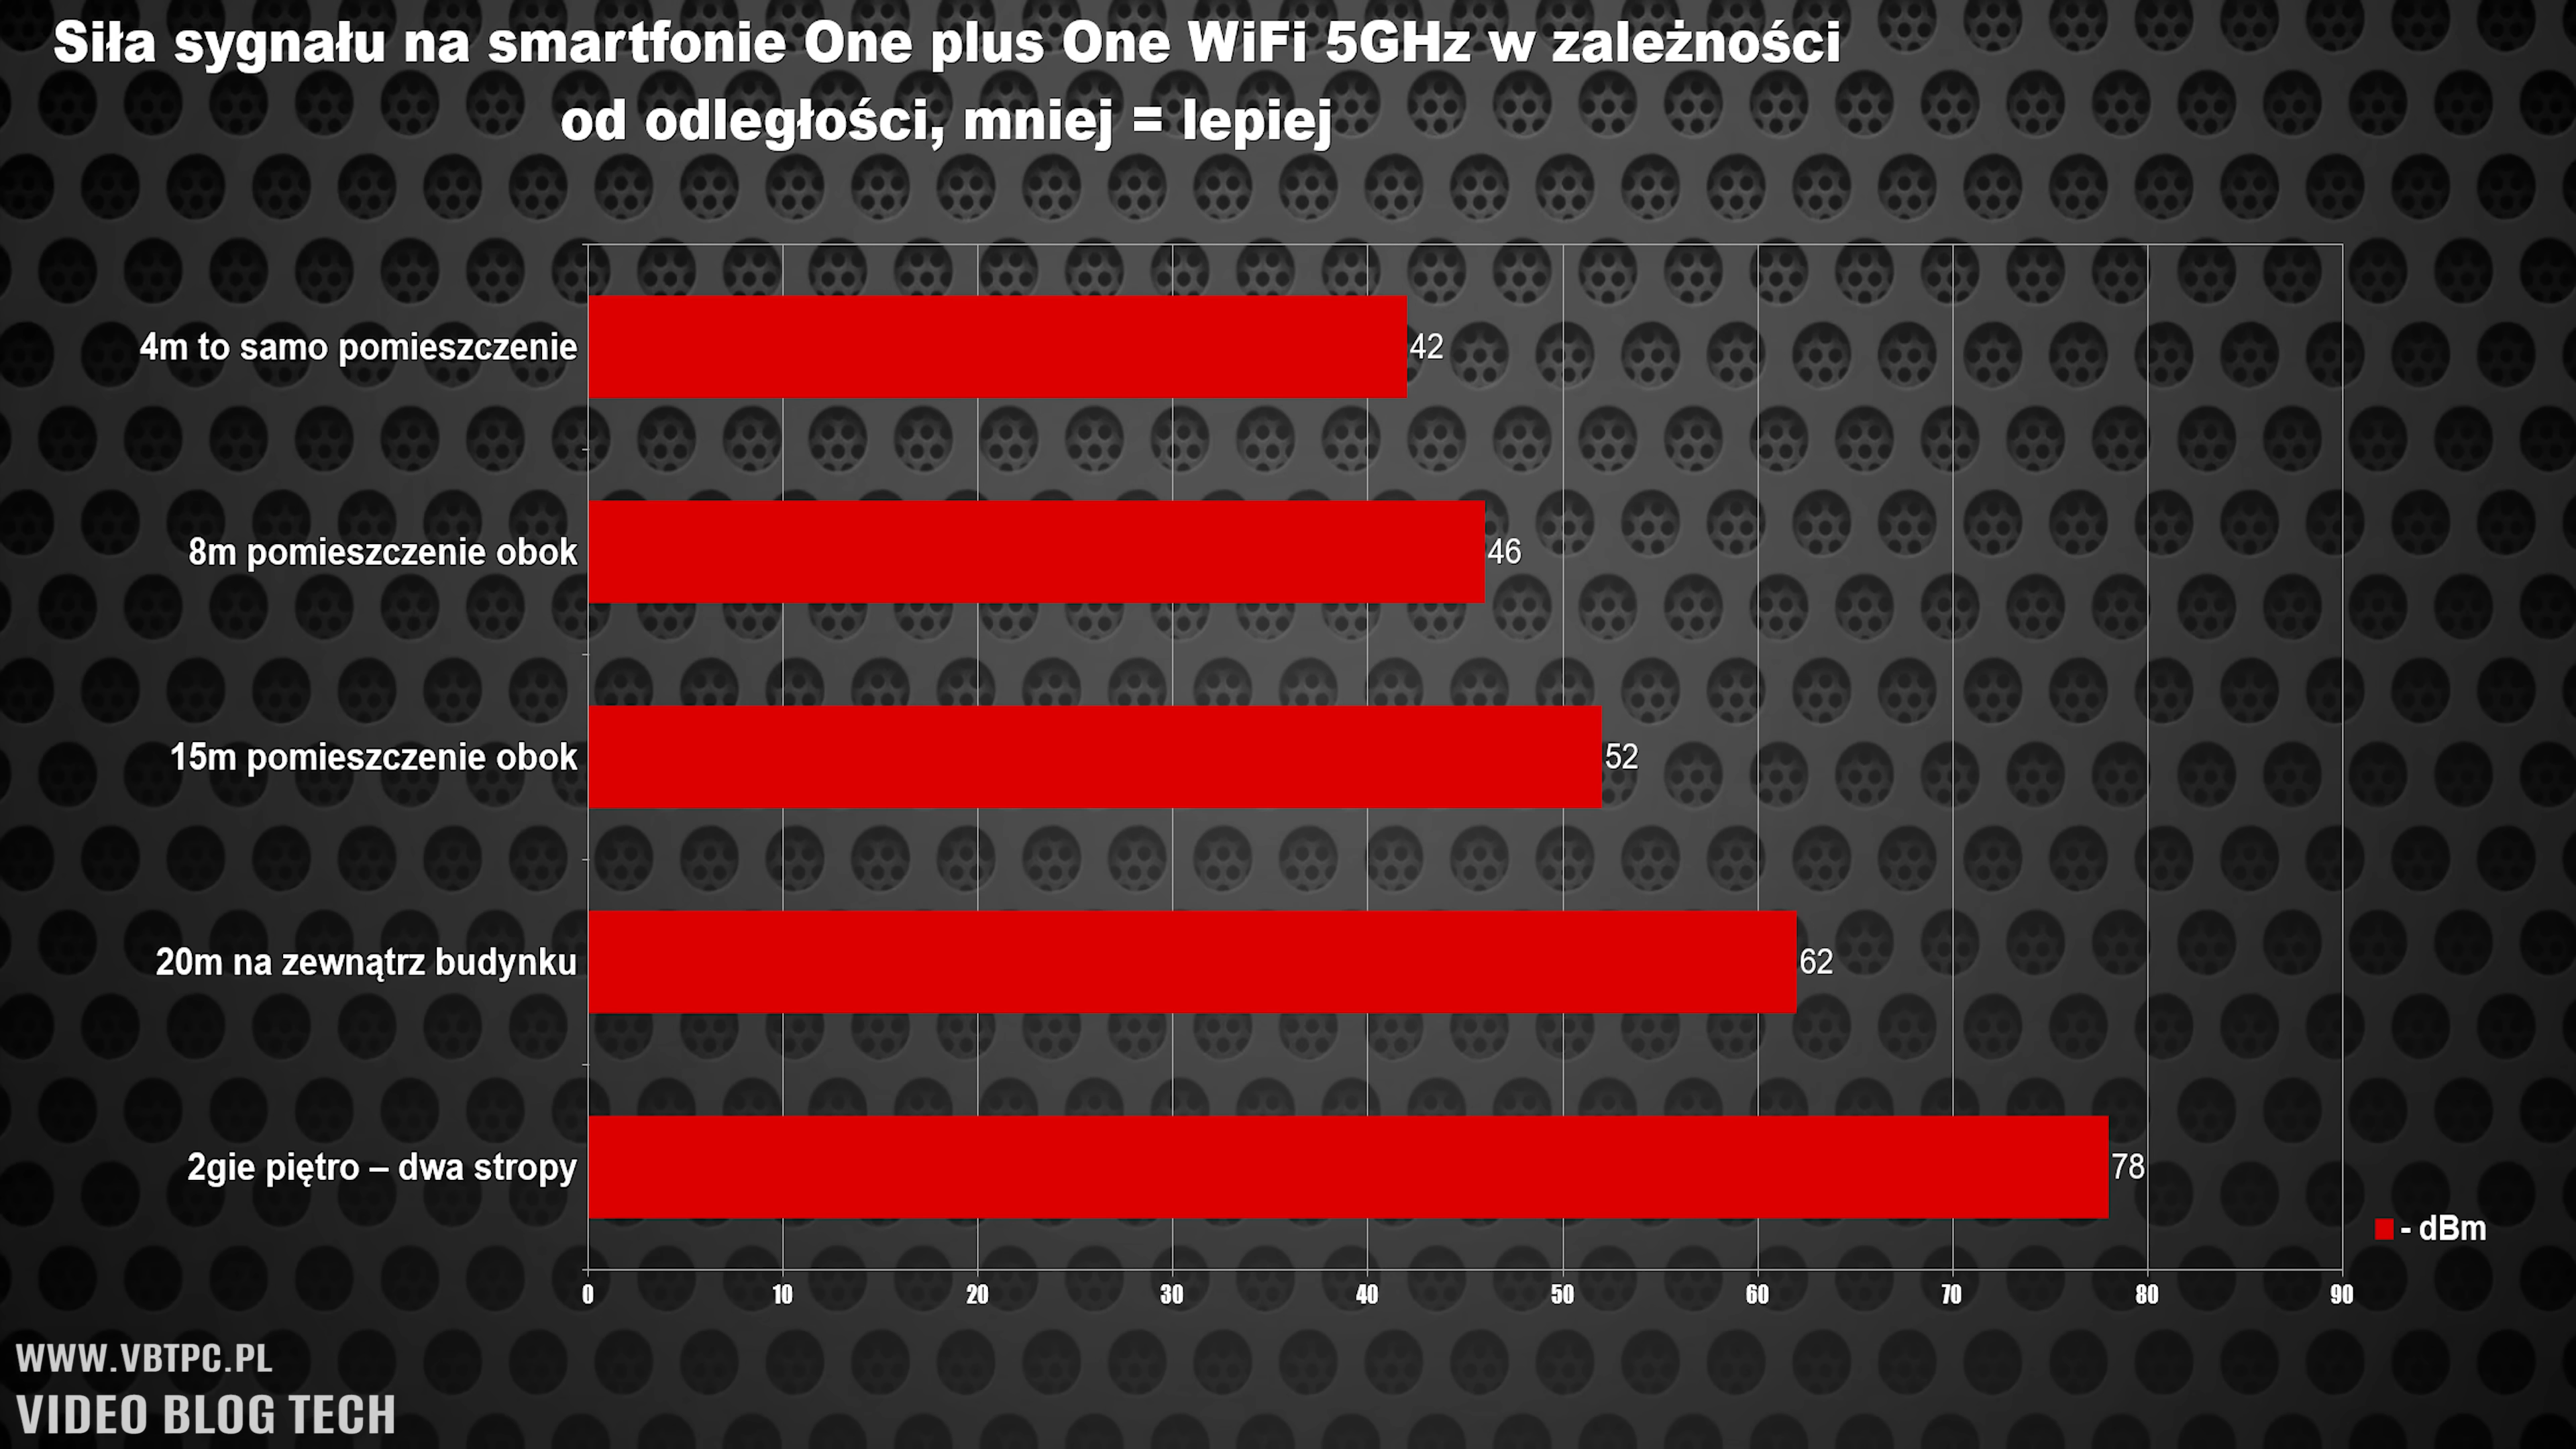 Siła sygnału na smartfonie One plus One WiFi 5GHz w zależności
od odległości, mniej = lepiej
4m to samo pomieszczenie
42
8m pomieszczenie obok
46
15m pomieszczenie obok
52
20m na zewnątrz budynku
62
2gie piętro – dwa stropy
78
- dBm
0 10 20 30 40 50 60 70 80 90
WWW.VBTPC.PL
VIDEO BLOG TECH